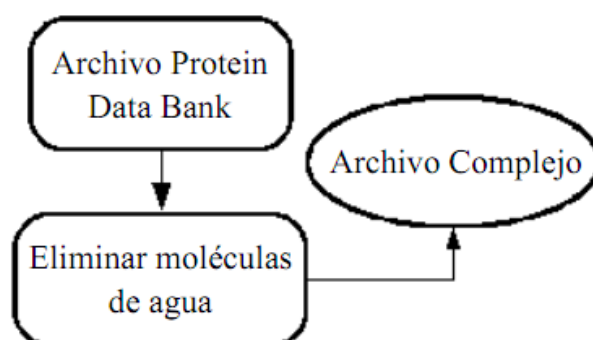 Archivo Protein
Data Bank
Archivo Complejo
Eliminar moléculas
de agua